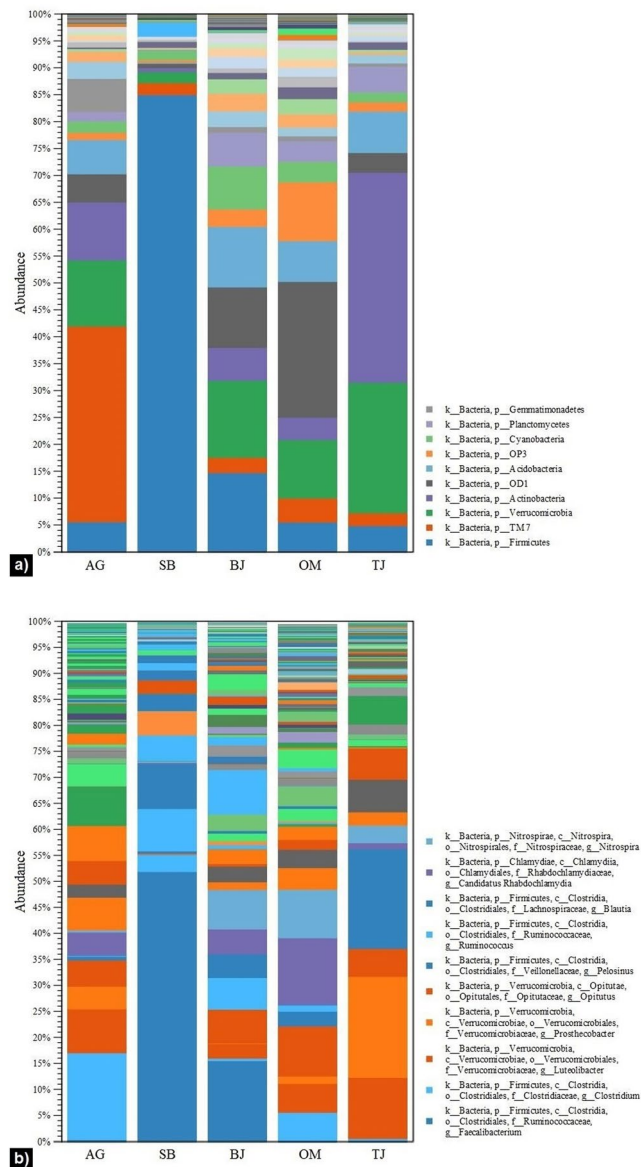 100%
95%
90%
85%
80%
75%
70%
65%
60%
55%
50%
45%
40%
35%
30%
25%
20%
15%
10%
5%
0%
Abundance
AG SB BJ OM TJ
k__Bacteria, p__Gemmatimonadetes
k__Bacteria, p__Planctomycetes
k__Bacteria, p__Cyanobacteria
k__Bacteria, p__OP3
k__Bacteria, p__Acidobacteria
k__Bacteria, p__OD1
k__Bacteria, p__Actinobacteria
k__Bacteria, p__Verrucomicrobia
k__Bacteria, p__TM7
k__Bacteria, p__Firmicutes
a)
100%
95%
90%
85%
80%
75%
70%
65%
60%
55%
50%
45%
40%
35%
30%
25%
20%
15%
10%
5%
0%
Abundance
AG SB BJ OM TJ
k__Bacteria, p__Nitrospirae, c__Nitrospira,
o__Nitrospirales, f__Nitrospiraceae, g__Nitrospira
k__Bacteria, p__Chlamydiae, c__Chlamydiia,
o__Chlamydiales, f__Rhabdochlamydiaceae,
g__Candidatus Rhabdochlamydia
k__Bacteria, p__Firmicutes, c__Clostridia,
o__Clostridiales, f__Lachnospiraceae, g__Blautia
k__Bacteria, p__Firmicutes, c__Clostridia,
o__Clostridiales, f__Ruminococcaceae,
g__Ruminococcus
k__Bacteria, p__Firmicutes, c__Clostridia,
o__Clostridiales, f__Veillonellaceae, g__Pelosinus
k__Bacteria, p__Verrucomicrobia, c__Opitutae,
o__Opitutales, f__Opitutaceae, g__Opitutus
k__Bacteria, p__Verrucomicrobia,
c__Verrucomicrobiae, o__Verrucomicrobiales,
f__Verrucomicrobiaceae, g__Prosthecobacter
k__Bacteria, p__Verrucomicrobia,
c__Verrucomicrobiae, o__Verrucomicrobiales,
f__Verrucomicrobiaceae, g__Luteolibacter
k__Bacteria, p__Firmicutes, c__Clostridia,
o__Clostridiales, f__Clostridiaceae, g__Clostridium
k__Bacteria, p__Firmicutes, c__Clostridia,
o__Clostridiales, f__Ruminococcaceae,
g__Faecalibacterium
b)